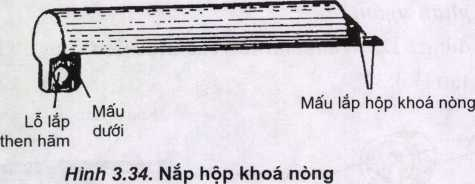 Lỗ lắp
then hãm
Mấu
dưới
Mấu lắp hộp khoá nòng
Hình 3.34. Nắp hộp khoá nòng